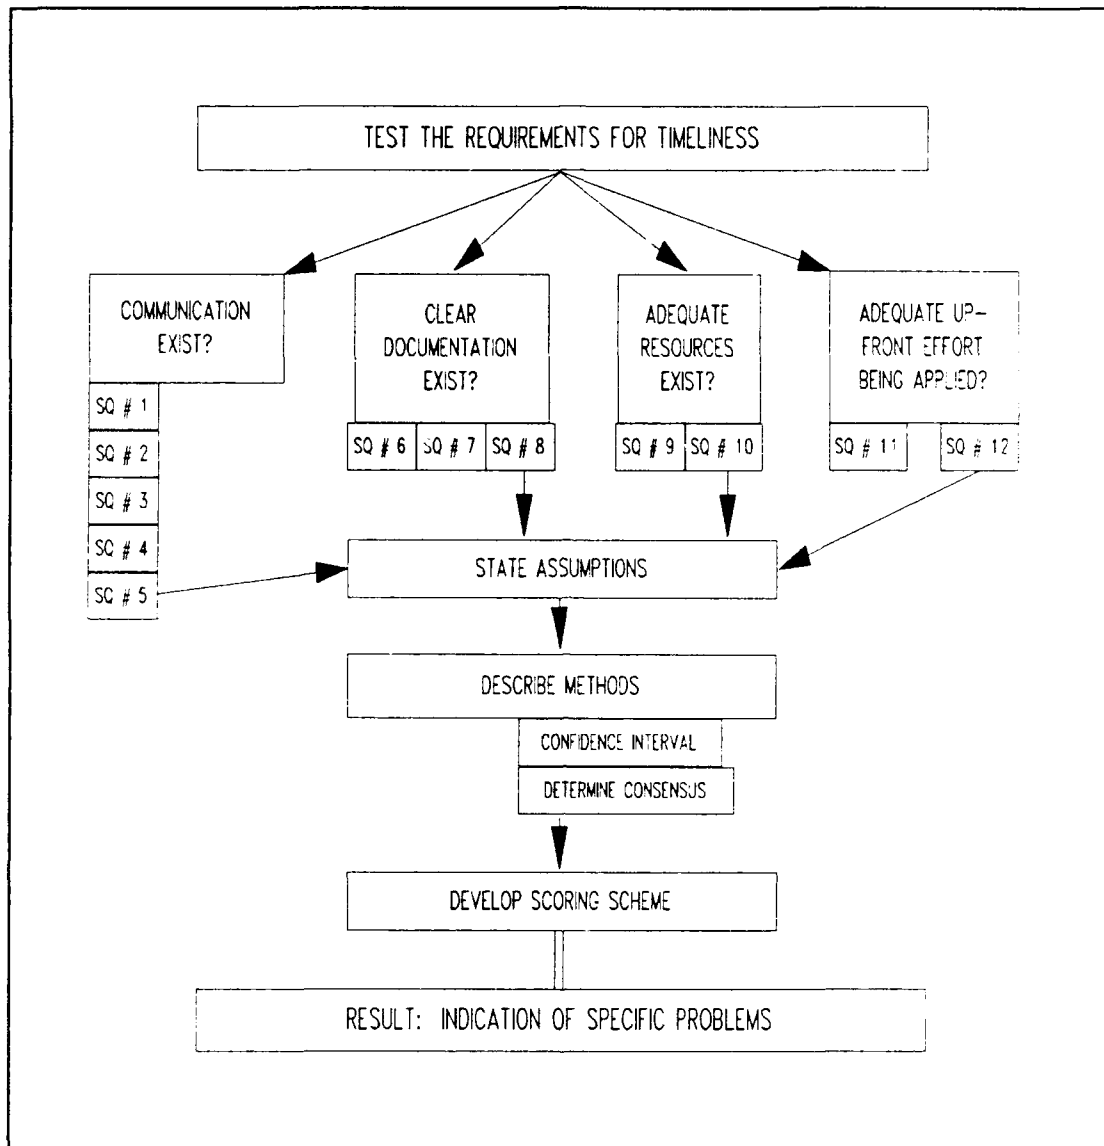 TEST THE REQUIREMENTS FOR TIMELINESS
COMMUNICATION
EXIST?
CLEAR
DOCUMENTATION
EXIST?
ADEQUATE
RESOURCES
EXIST?
ADEQUATE UP-
FRONT EFFORT
BEING APPLIED?
SQ # 1
SQ # 2
SQ # 3
SQ # 4
SQ # 5
SQ # 6
SQ # 7
SQ # 8
SQ # 9
SQ # 10
SQ # 11
SQ # 12
STATE ASSUMPTIONS
DESCRIBE METHODS
CONFIDENCE INTERVAL
DETERMINE CONSENSUS
DEVELOP SCORING SCHEME
RESULT: INDICATION OF SPECIFIC PROBLEMS